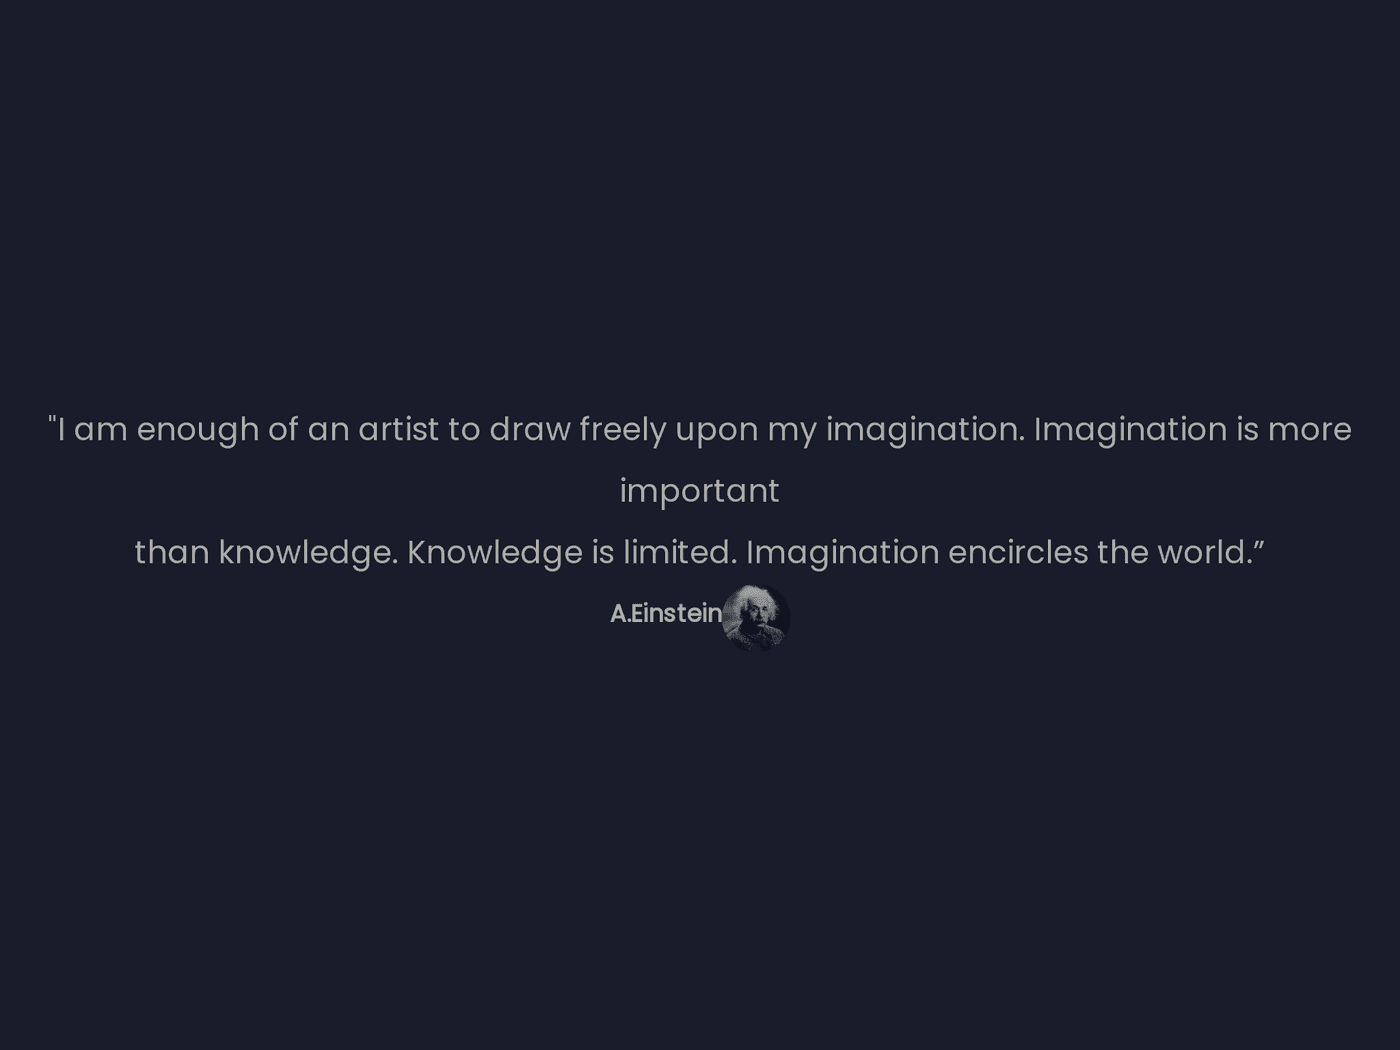 "I am enough of an artist to draw freely upon my imagination. Imagination is more
important
than knowledge. Knowledge is limited. Imagination encircles the world.”
A.Einstein